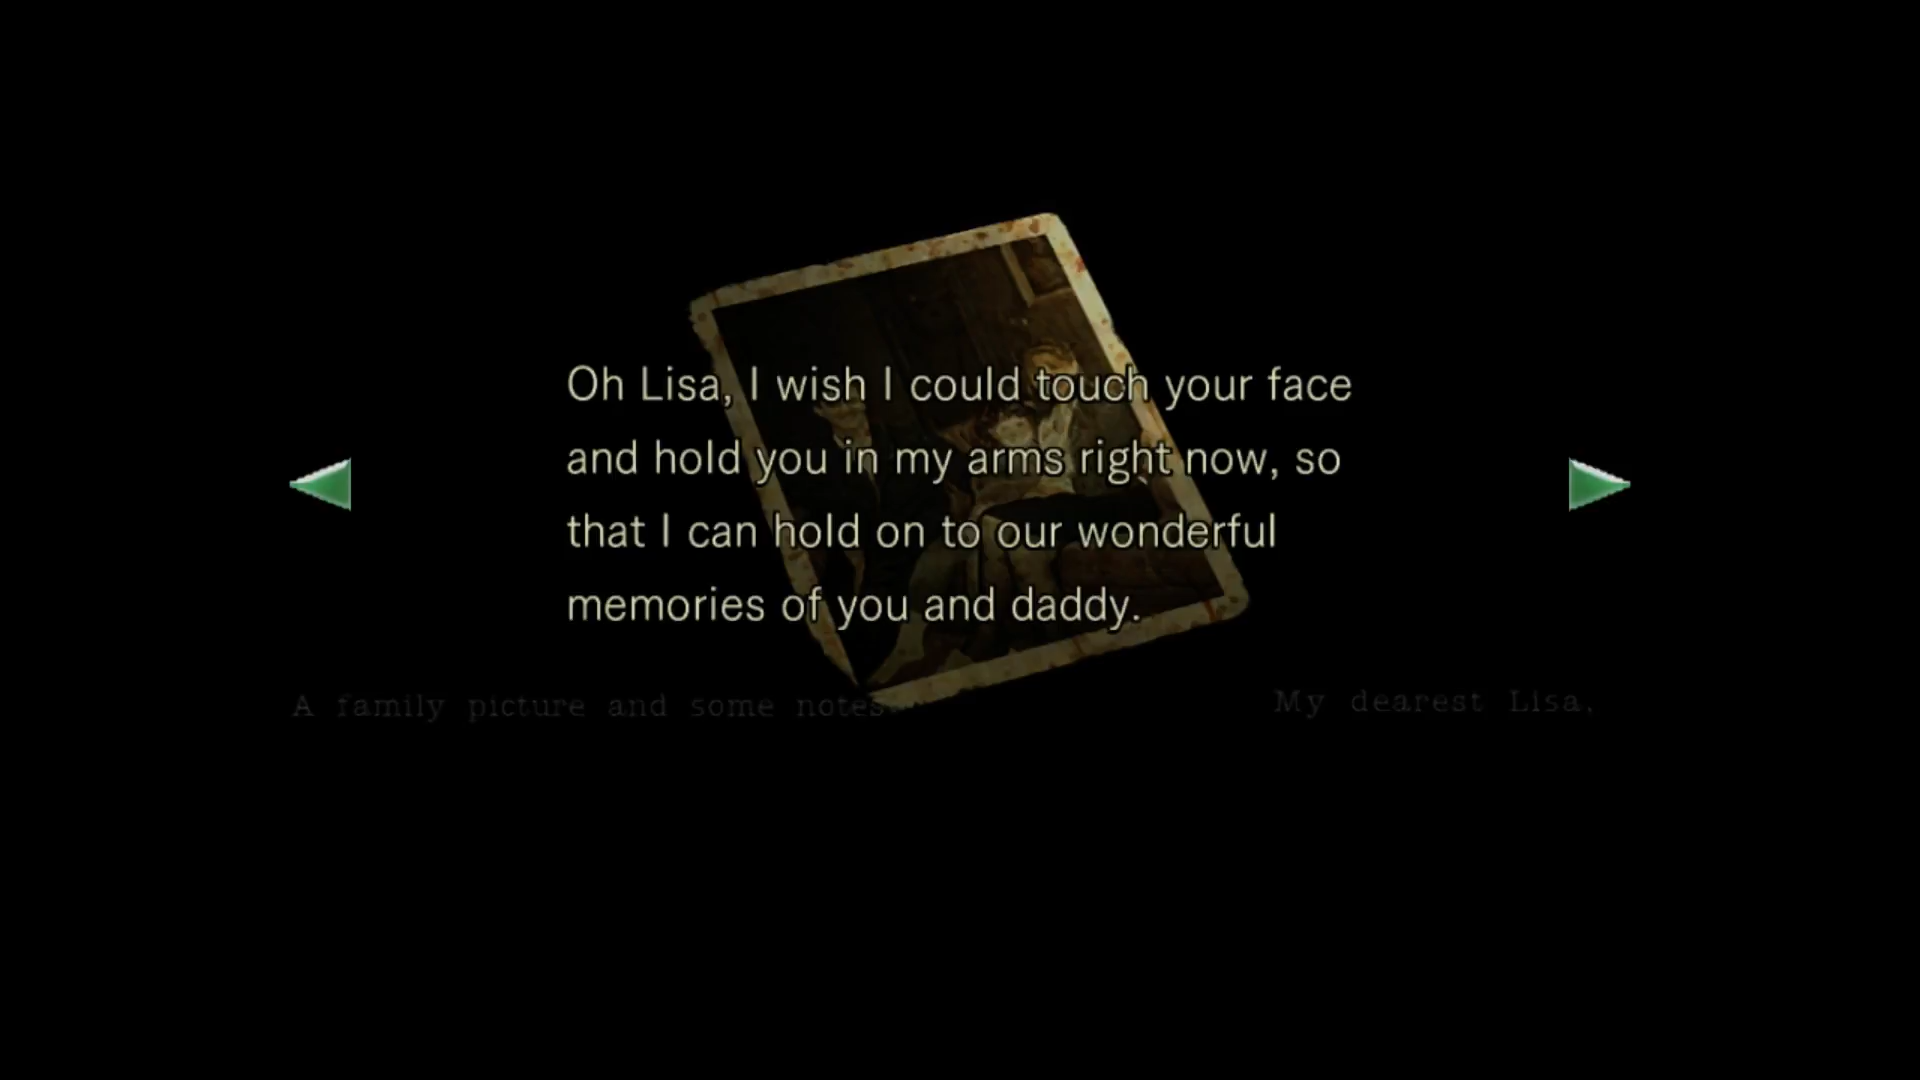 Oh Lisa, I wish I could touch your face
and hold you in my arms right now, so
that I can hold on to our wonderful
memories of you and daddy.
A family picture and some notes
My dearest Lisa,